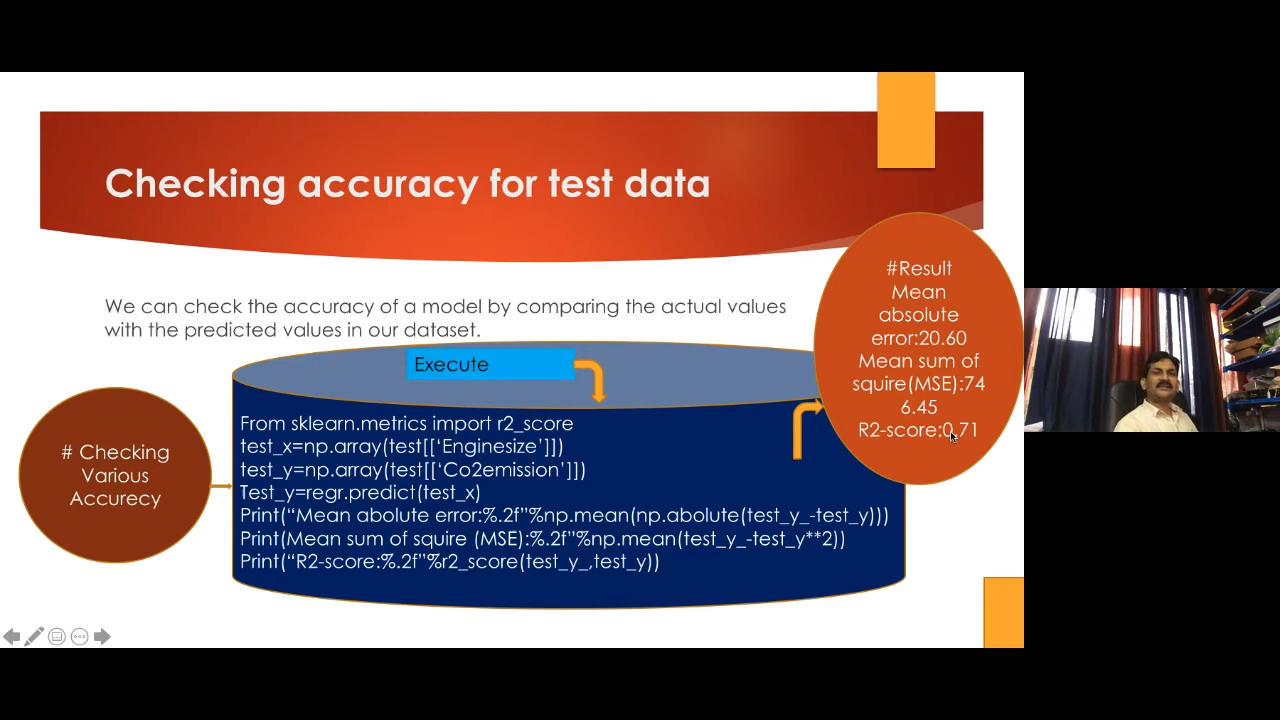 Checking accuracy for test data
We can check the accuracy of a model by comparing the actual values
with the predicted values in our dataset.
Execute
# Checking
Various
Accurecy
From sklearn.metrics import r2_score
test_x=np.array(test[[‘Enginesize’]])
test_y=np.array(test[[‘Co2emission’]])
Test_y=regr.predict(test_x)
Print(“Mean abolute error:%.2f”%np.mean(np.abolute(test_y_-test_y)))
Print(Mean sum of squire (MSE):%.2f”%np.mean(test_y_-test_y**2))
Print(“R2-score:%.2f”%r2_score(test_y_,test_y))
#Result
Mean
absolute
error:20.60
Mean sum of
squire(MSE):74
6.45
R2-score:0.71